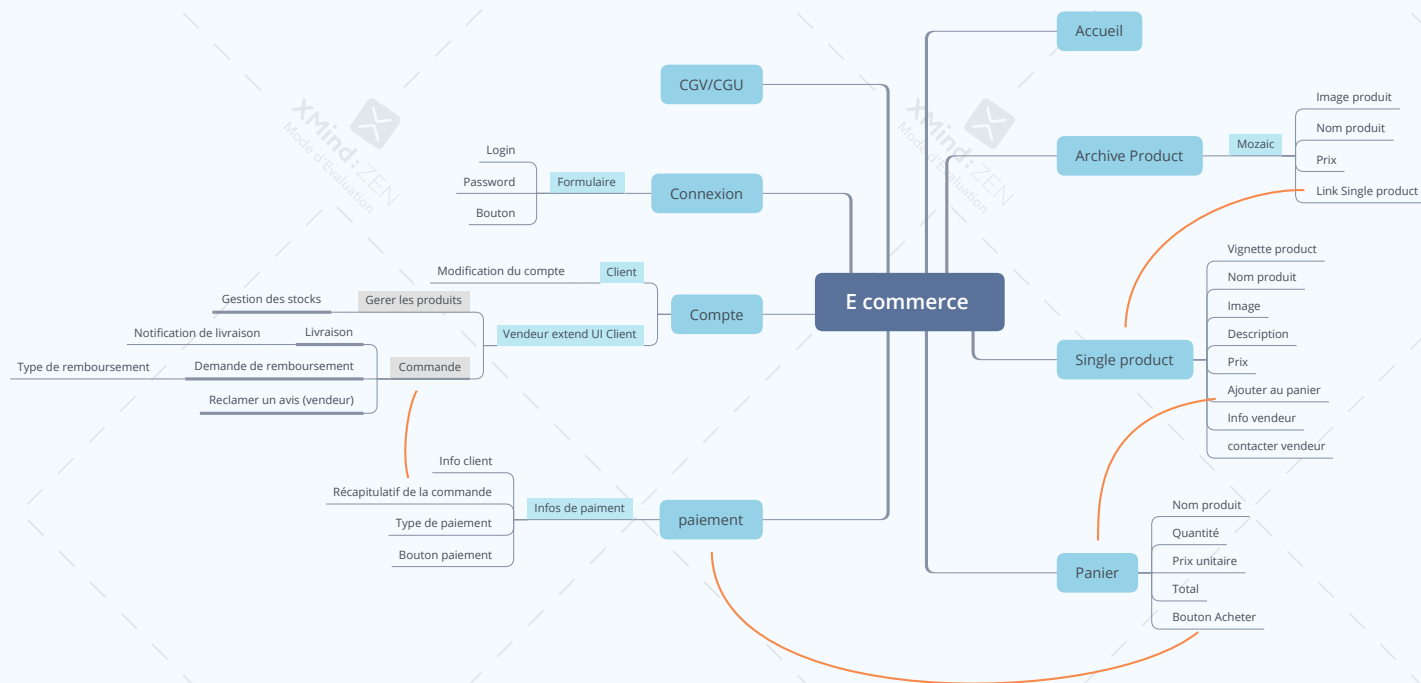 E commerce
Accueil
Archive Product
Mozaic
Image produit
Nom produit
Prix
Link Single product
Single product
Vignette product
Nom produit
Image
Description
Prix
Ajouter au panier
Info vendeur
contacter vendeur
Panier
Nom produit
Quantité
Prix unitaire
Total
Bouton Acheter
CGV/CGU
Connexion
Formulaire
Login
Password
Bouton
Compte
Client
Modification du compte
Vendeur extend UI Client
Gerer les produits
Gestion des stocks
Commande
Livraison
Notification de livraison
Demande de remboursement
Type de remboursement
Reclamer un avis (vendeur)
paiement
Infos de paiment
Info client
Récapitulatif de la commande
Type de paiement
Bouton paiement
XMind:ZEN
Mode d'Evaluation
XMind:ZEN
Mode d'Evaluation